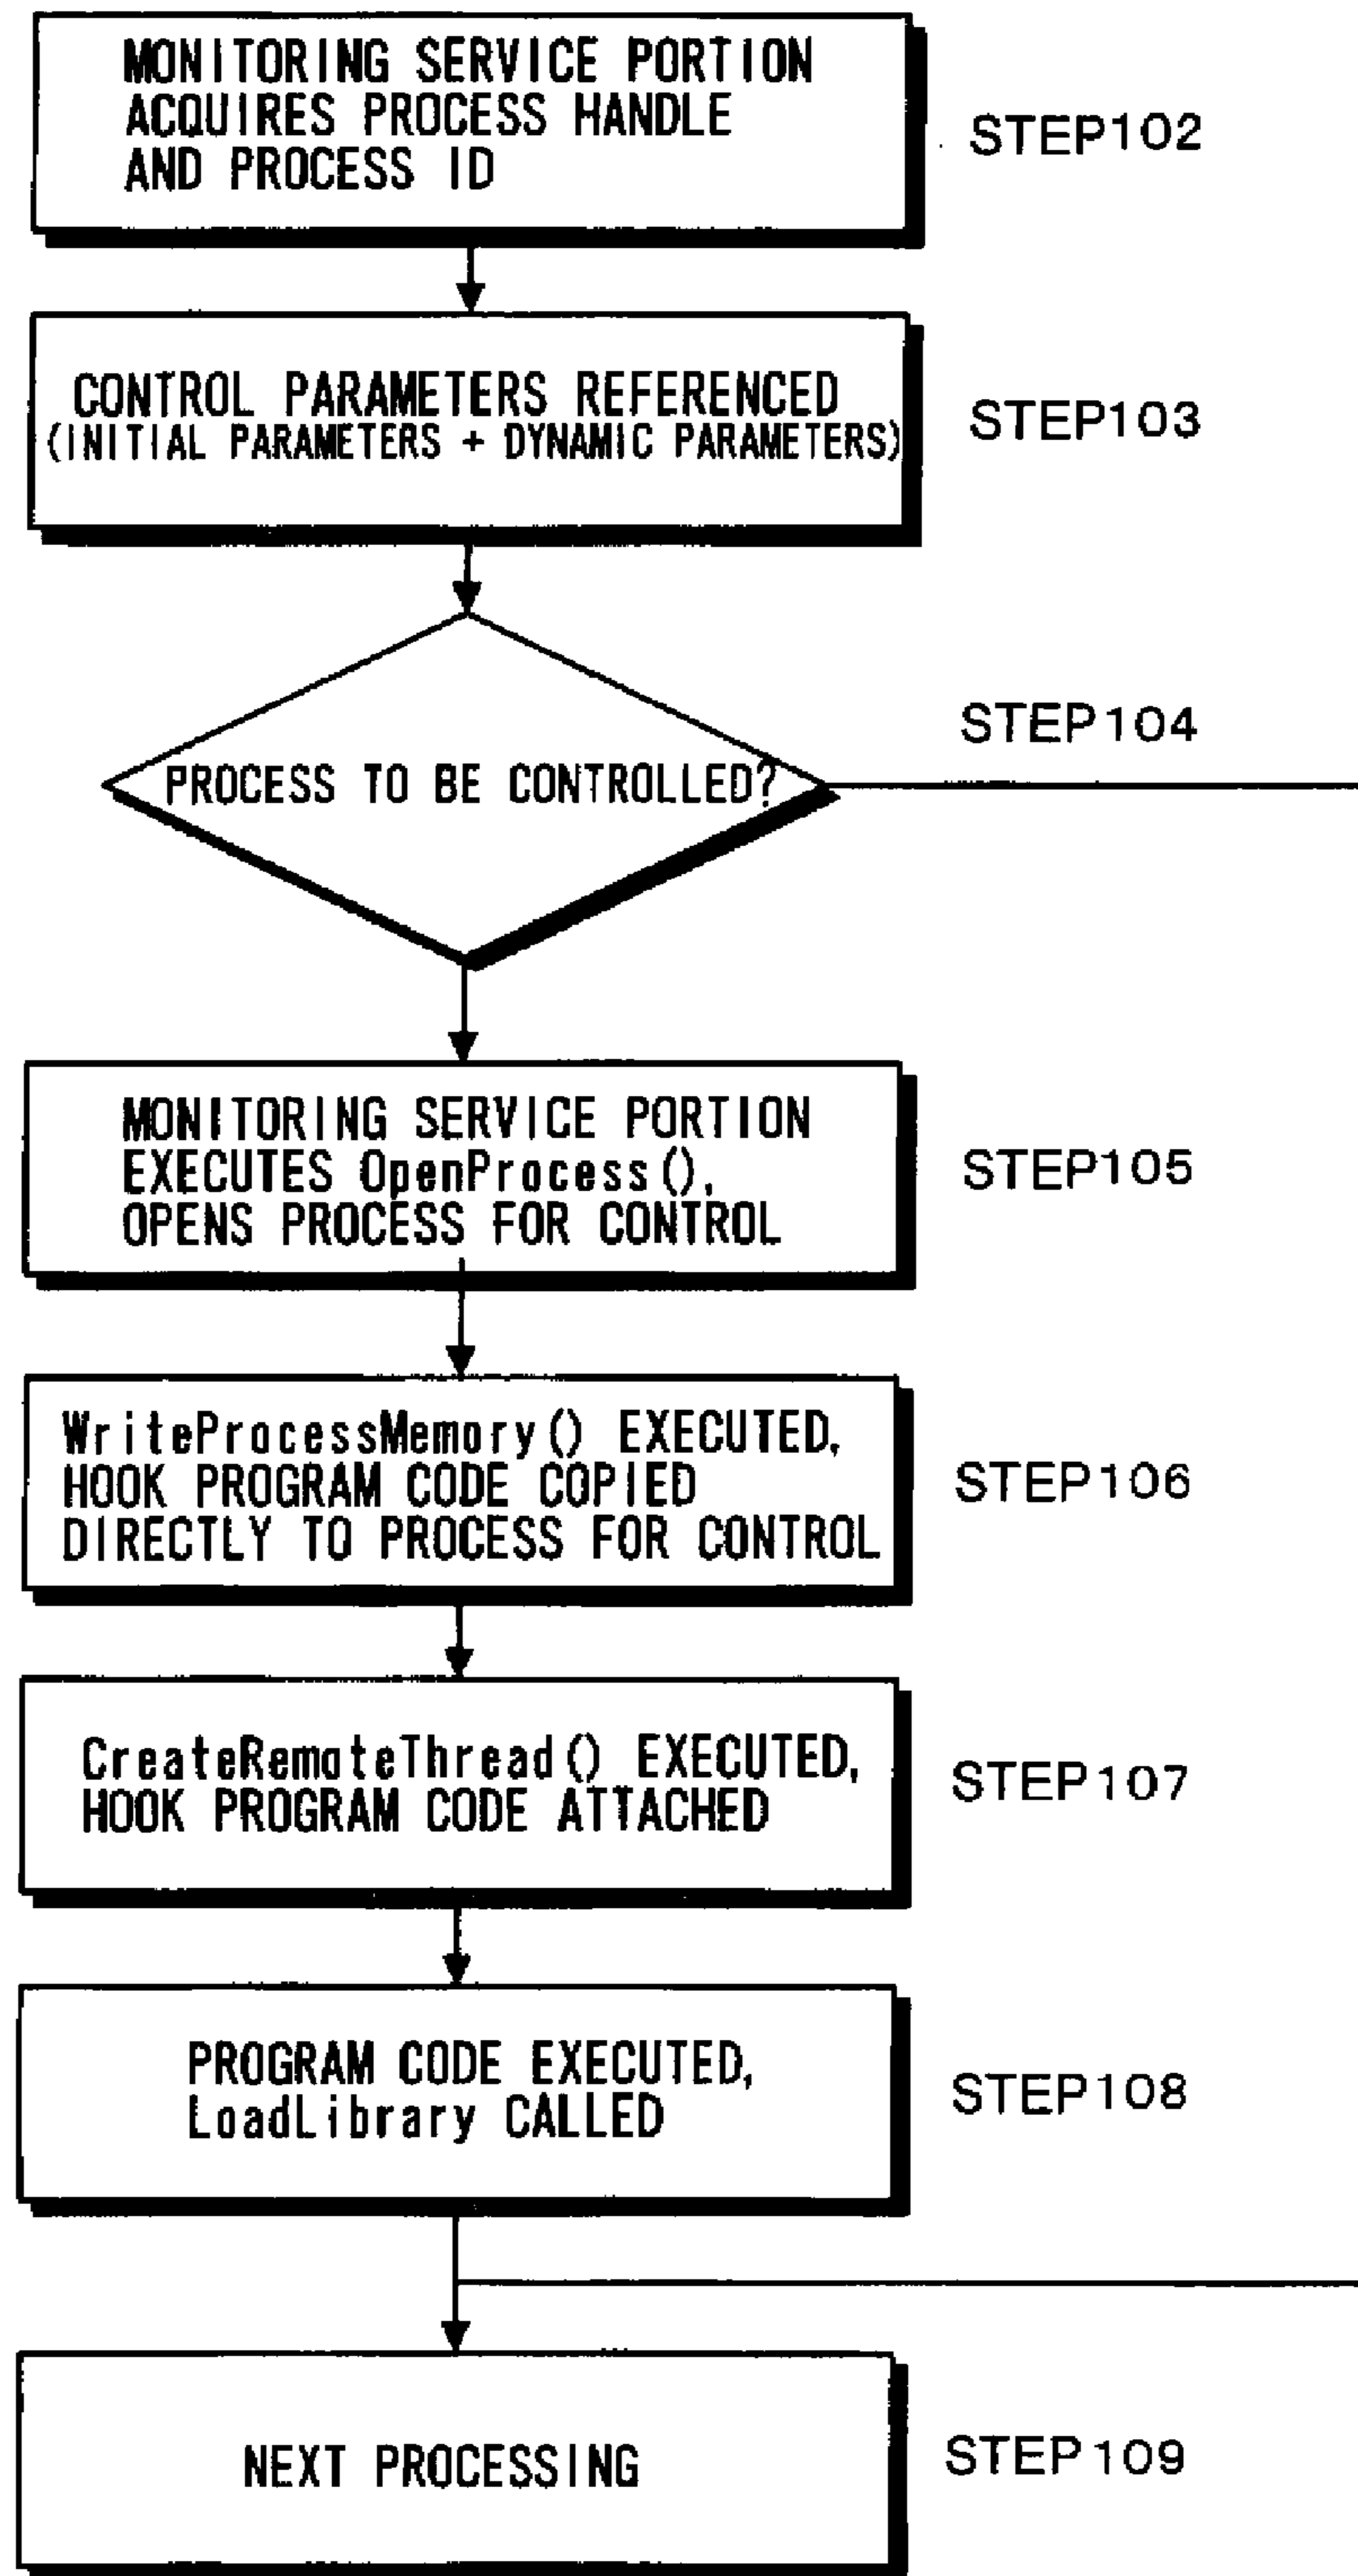 MONITORING SERVICE PORTION
ACQUIRES PROCESS HANDLE
AND PROCESS ID
STEP102
CONTROL PARAMETERS REFERENCED
(INITIAL PARAMETERS + DYNAMIC PARAMETERS)
STEP103
STEP104
PROCESS TO BE CONTROLLED?
MONITORING SERVICE PORTION
EXECUTES OpenProcess(),
OPENS PROCESS FOR CONTROL
STEP105
WriteProcessMemory() EXECUTED,
HOOK PROGRAM CODE COPIED
DIRECTLY TO PROCESS FOR CONTROL
STEP106
CreateRemoteThread() EXECUTED,
HOOK PROGRAM CODE ATTACHED
STEP107
PROGRAM CODE EXECUTED,
LoadLibrary CALLED
STEP108
NEXT PROCESSING
STEP109